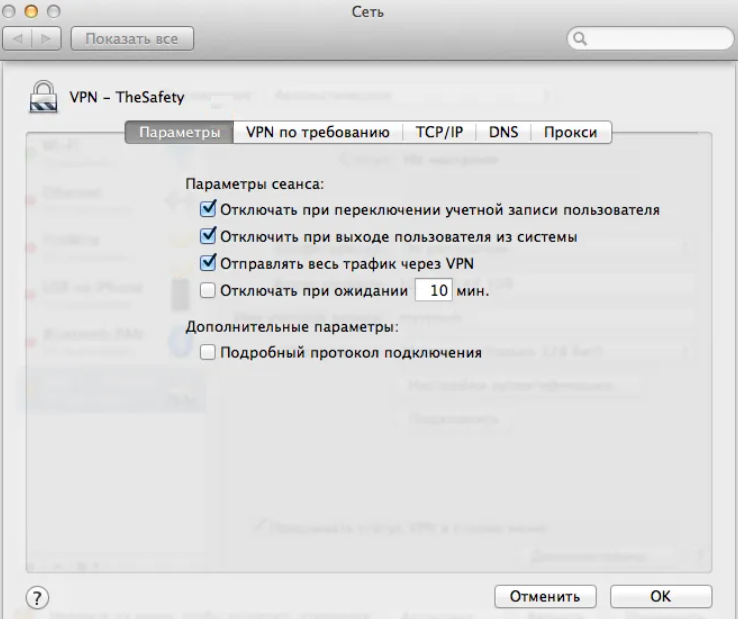 Сеть
Показать все
VPN – TheSafety
Параметры VPN по требованию TCP/IP DNS Прокси
Параметры сеанса:
Отключать при переключении учетной записи пользователя
Отключить при выходе пользователя из системы
Отправлять весь трафик через VPN
Отключать при ожидании 10 мин.
Дополнительные параметры:
Подробный протокол подключения
? Отменить OK